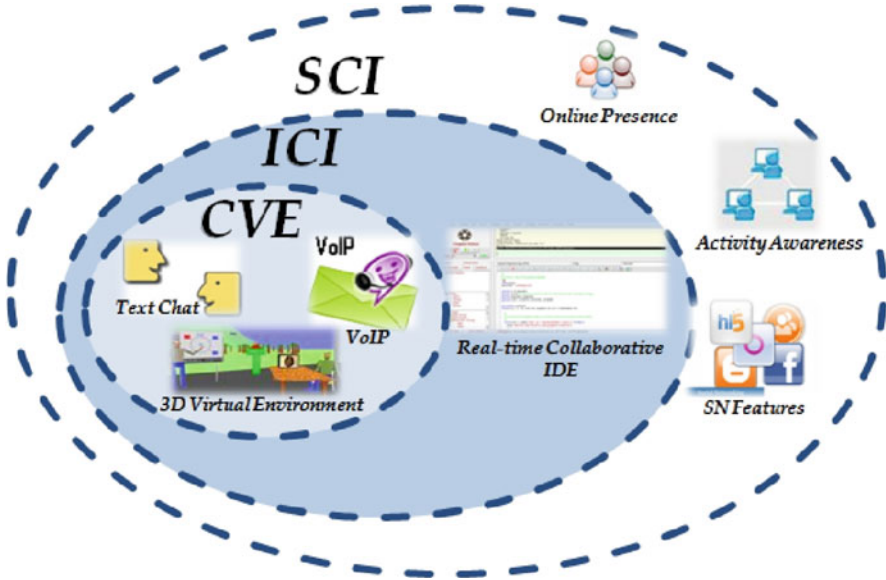 SCI
Online Presence
ICI
Activity Awareness
CVE
VoIP
Text Chat
VoIP
Real-time Collaborative
IDE
3D Virtual Environment
hi5
f
SN Features